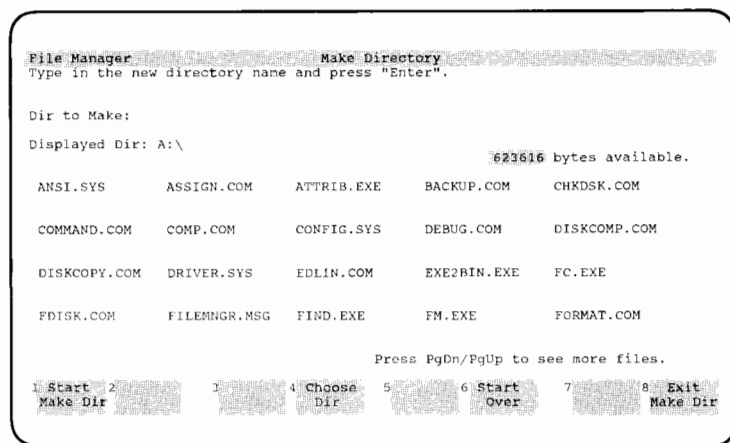 File Manager Make Directory
Type in the new directory name and press "Enter".
Dir to Make:
Displayed Dir: A:\
623616 bytes available.
ANSI.SYS ASSIGN.COM ATTRIB.EXE BACKUP.COM CHKDSK.COM
COMMAND.COM COMP.COM CONFIG.SYS DEBUG.COM DISKCOMP.COM
DISKCOPY.COM DRIVER.SYS EDLIN.COM EXE2BIN.EXE FC.EXE
FDISK.COM FILEMNGR.MSG FIND.EXE FM.EXE FORMAT.COM
Press PgDn/PgUp to see more files.
1 Start 2 3 4 Choose 5 6 Start 7 8 Exit
Make Dir Dir Over Make Dir